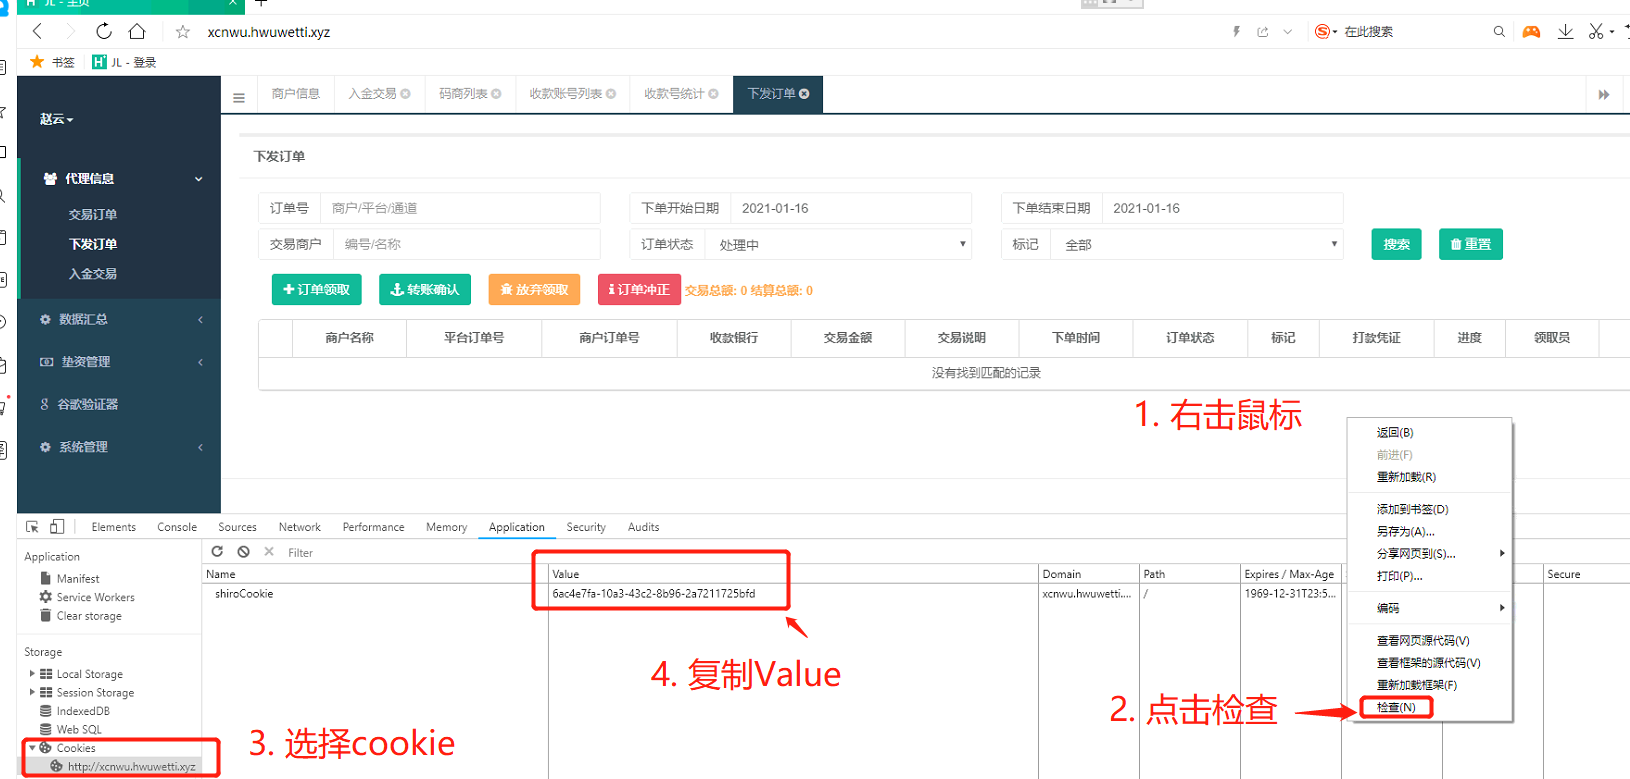 JL - 主页
xcnwu.hwuwetti.xyz
在此搜索
书签
JL - 登录
赵云
商户信息
入金交易
码商列表
收款账号列表
收款号统计
下发订单
代理信息
交易订单
下发订单
入金交易
数据汇总
垫资管理
谷歌验证器
系统管理
下发订单
订单号 商户/平台/通道
下单开始日期 2021-01-16
下单结束日期 2021-01-16
交易商户 编号/名称
订单状态 处理中
标记 全部
搜索
重置
订单领取
转账确认
放弃领取
订单冲正
交易总额: 0 结算总额: 0
商户名称 平台订单号 商户订单号 收款银行 交易金额 交易说明 下单时间 订单状态 标记 打款凭证 进度 领取员
没有找到匹配的记录
1. 右击鼠标
返回(B)
前进(F)
重新加载(R)
添加到书签(D)
另存为(A)...
分享网页到(S)...
打印(P)...
编码
查看网页源代码(V)
查看框架的源代码(V)
重新加载框架(F)
检查(N)
2. 点击检查
Elements Console Sources Network Performance Memory Application Security Audits
Application
Manifest
Service Workers
Clear storage
Storage
Local Storage
Session Storage
IndexedDB
Web SQL
Cookies
http://xcnwu.hwuwetti.xyz
Filter
Name Value Domain Path Expires / Max-Age Secure
shiroCookie 6ac4e7fa-10a3-43c2-8b96-2a7211725bfd xcnwu.hwuwetti.... / 1969-12-31T23:5...
4. 复制Value
3. 选择cookie